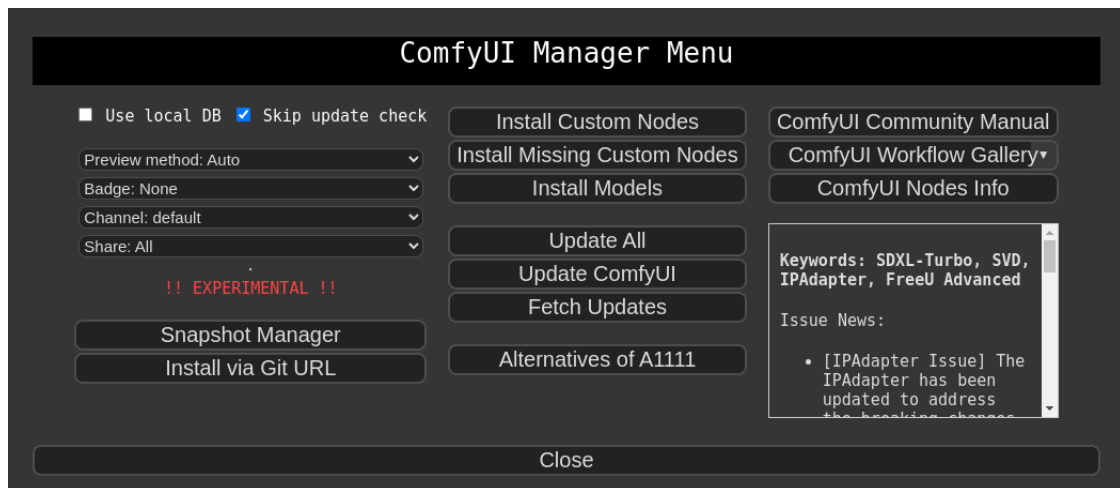 ComfyUI Manager Menu
Use local DB
Skip update check
Preview method: Auto
Badge: None
Channel: default
Share: All
.
!! EXPERIMENTAL !!
Snapshot Manager
Install via Git URL
Install Custom Nodes
Install Missing Custom Nodes
Install Models
Update All
Update ComfyUI
Fetch Updates
Alternatives of A1111
ComfyUI Community Manual
ComfyUI Workflow Gallery
ComfyUI Nodes Info
Keywords: SDXL-Turbo, SVD,
IPAdapter, FreeU Advanced
Issue News:
• [IPAdapter Issue] The
IPAdapter has been
updated to address
the breaking changes
Close